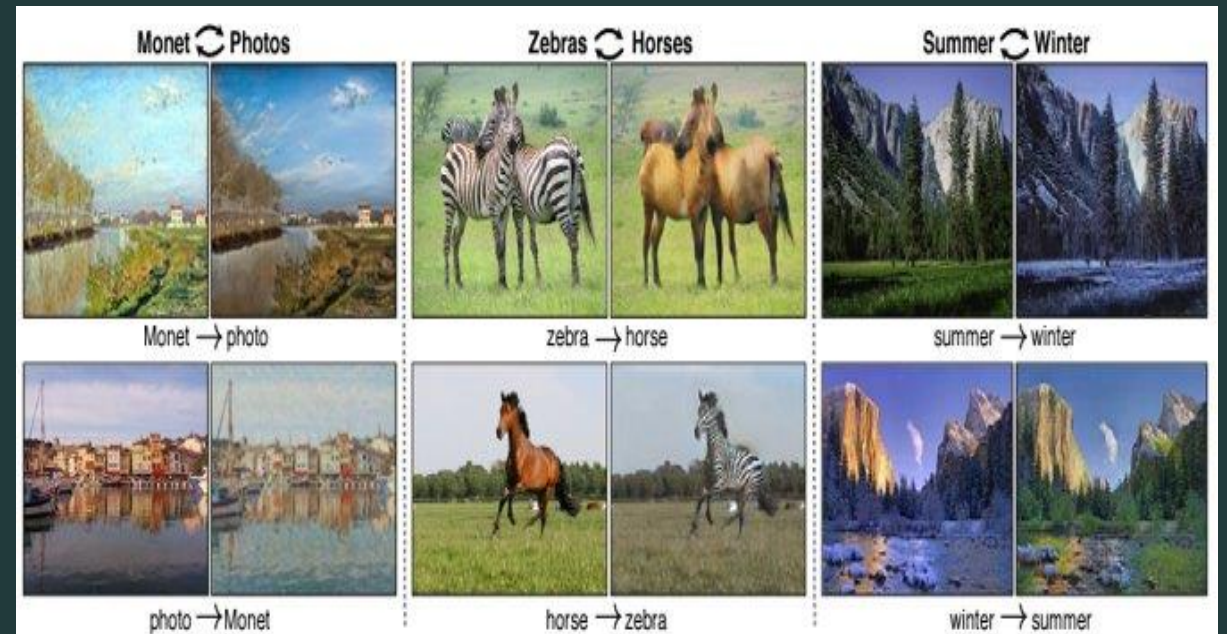 Monet Photos
Zebras Horses
Summer Winter
Monet → photo
zebra → horse
summer → winter
photo → Monet
horse → zebra
winter → summer